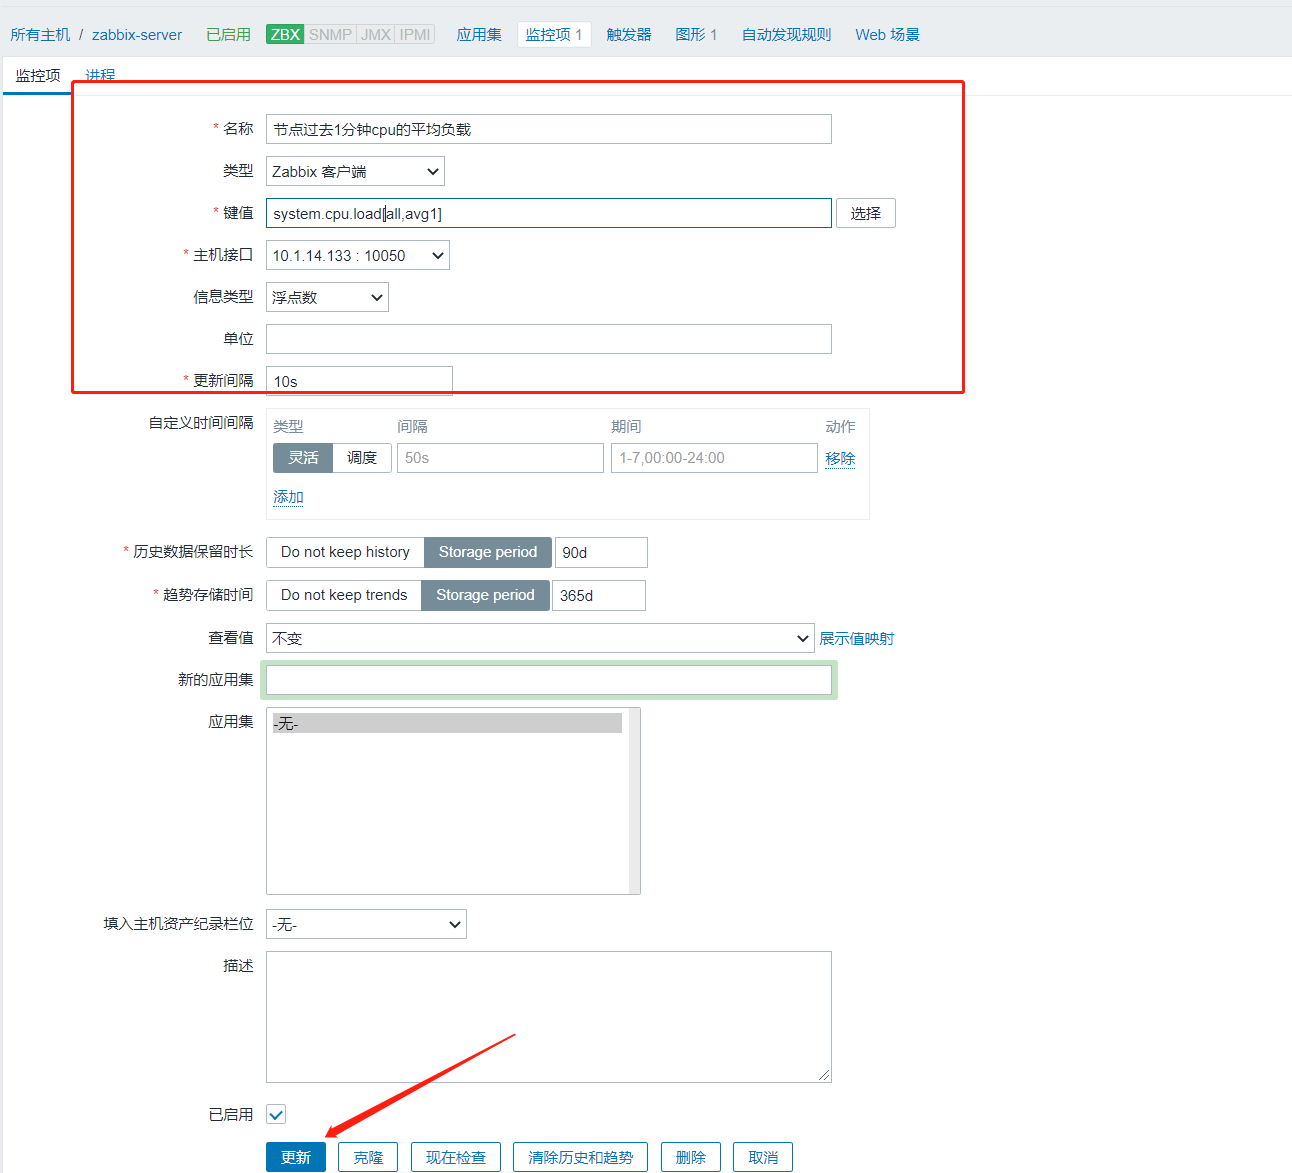 所有主机 / zabbix-server 已启用 ZBX SNMP JMX IPMI 应用集 监控项 1 触发器 图形 1 自动发现规则 Web 场景
监控项 进程
* 名称 节点过去1分钟cpu的平均负载
类型 Zabbix 客户端
* 键值 system.cpu.load[all,avg1] 选择
* 主机接口 10.1.14.133 : 10050
信息类型 浮点数
单位
* 更新间隔 10s
自定义时间间隔 类型 间隔 期间 动作
灵活 调度 50s 1-7,00:00-24:00 移除
添加
* 历史数据保留时长 Do not keep history Storage period 90d
* 趋势存储时间 Do not keep trends Storage period 365d
查看值 不变 展示值映射
新的应用集
应用集 -无-
填入主机资产纪录栏位 -无-
描述
已启用
更新 克隆 现在检查 清除历史和趋势 删除 取消